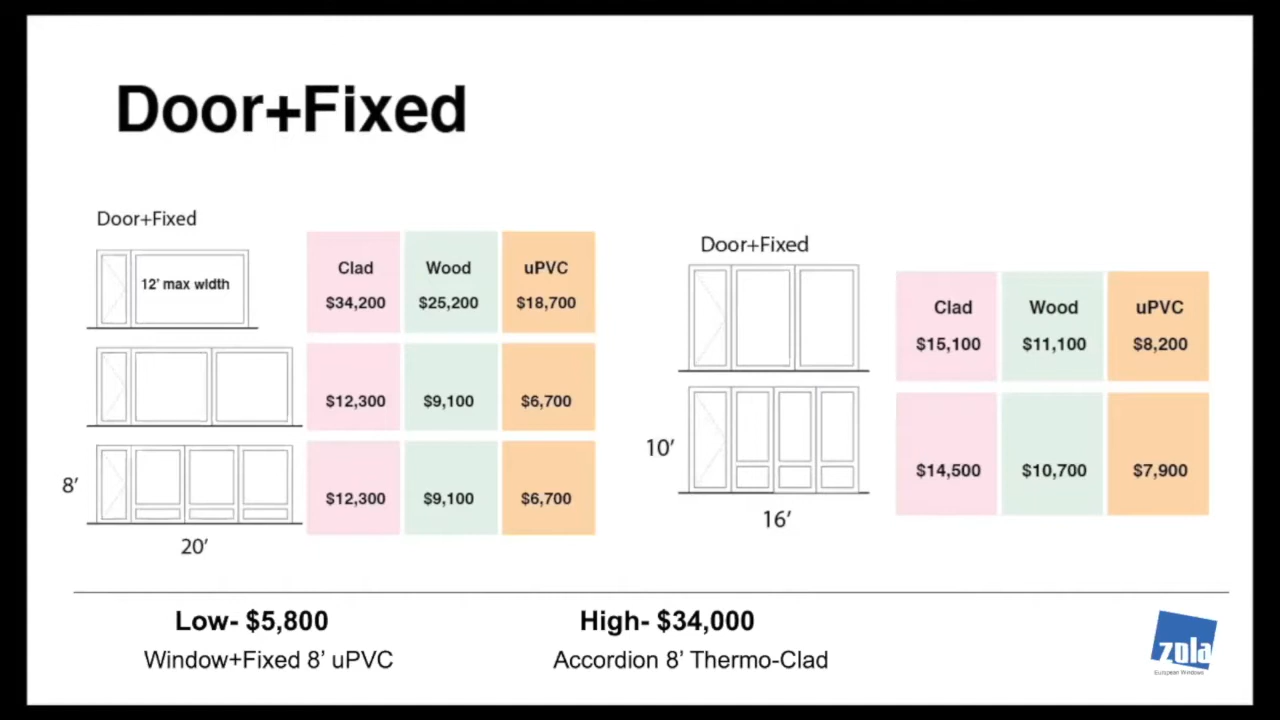 Door+Fixed
Door+Fixed
12’ max width
Clad Wood uPVC
$34,200 $25,200 $18,700
$12,300 $9,100 $6,700
8’
$12,300 $9,100 $6,700
20’
Door+Fixed
Clad Wood uPVC
$15,100 $11,100 $8,200
10’
$14,500 $10,700 $7,900
16’
Low- $5,800
Window+Fixed 8’ uPVC
High- $34,000
Accordion 8’ Thermo-Clad
zola
European Windows